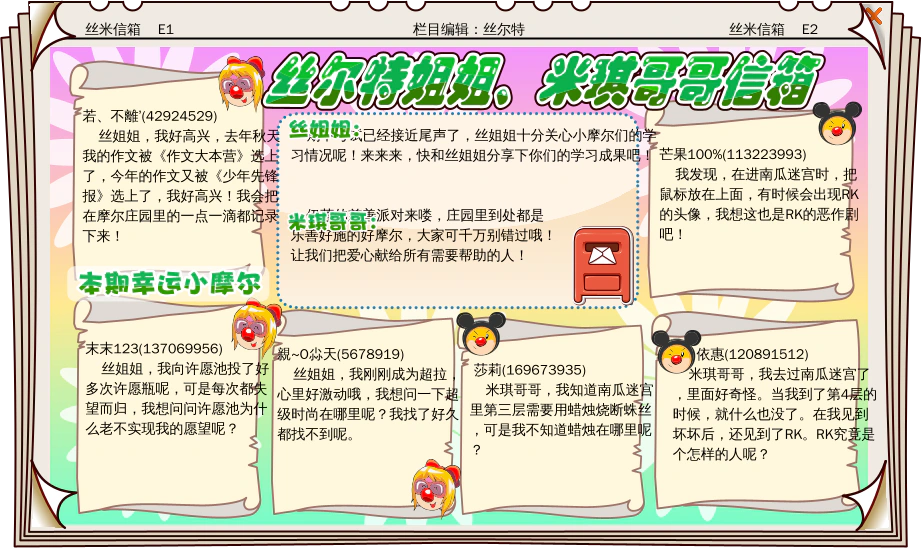 丝米信箱 E1
栏目编辑：丝尔特
丝米信箱 E2
丝尔特姐姐、米琪哥哥信箱
若、不離'(42924529)
丝姐姐，我好高兴，去年秋天
我的作文被《作文大本营》选上
了，今年的作文又被《少年先锋
报》选上了，我好高兴！我会把
在摩尔庄园里的一点一滴都记录
下来！
丝姐姐：
期中考试已经接近尾声了，丝姐姐十分关心小摩尔们的学
习情况呢！来来来，快和丝姐姐分享下你们的学习成果吧！
米琪哥哥：
慈善派对来喽，庄园里到处都是
乐善好施的好摩尔，大家可千万别错过哦！
让我们把爱心献给所有需要帮助的人！
芒果100%(113223993)
我发现，在进南瓜迷宫时，把
鼠标放在上面，有时候会出现RK
的头像，我想这也是RK的恶作剧
吧！
本期幸运小摩尔
末末123(137069956)
丝姐姐，我向许愿池投了好
多次许愿瓶呢，可是每次都失
望而归，我想问问许愿池为什
么老不实现我的愿望呢？
親~0尛天(5678919)
丝姐姐，我刚刚成为超拉，
心里好激动哦，我想问一下超
级时尚在哪里呢？我找了好久
都找不到呢。
莎莉(169673935)
米琪哥哥，我知道南瓜迷宫
里第三层需要用蜡烛烧断蛛丝
，可是我不知道蜡烛在哪里呢
？
依惠(120891512)
米琪哥哥，我去过南瓜迷宫了
，里面好奇怪。当我到了第4层的
时候，就什么也没了。在我见到
坏坏后，还见到了RK。RK究竟是
个怎样的人呢？